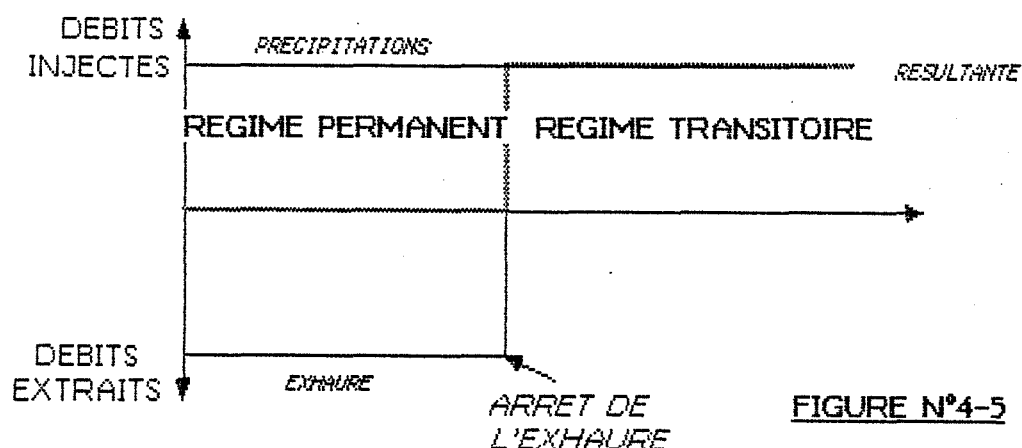 DEBITS
INJECTES
PRECIPITATIONS
RESULTANTE
REGIME PERMANENT
REGIME TRANSITOIRE
DEBITS
EXTRAITS
EXHAURE
ARRET DE
L'EXHAURE
FIGURE N°4-5